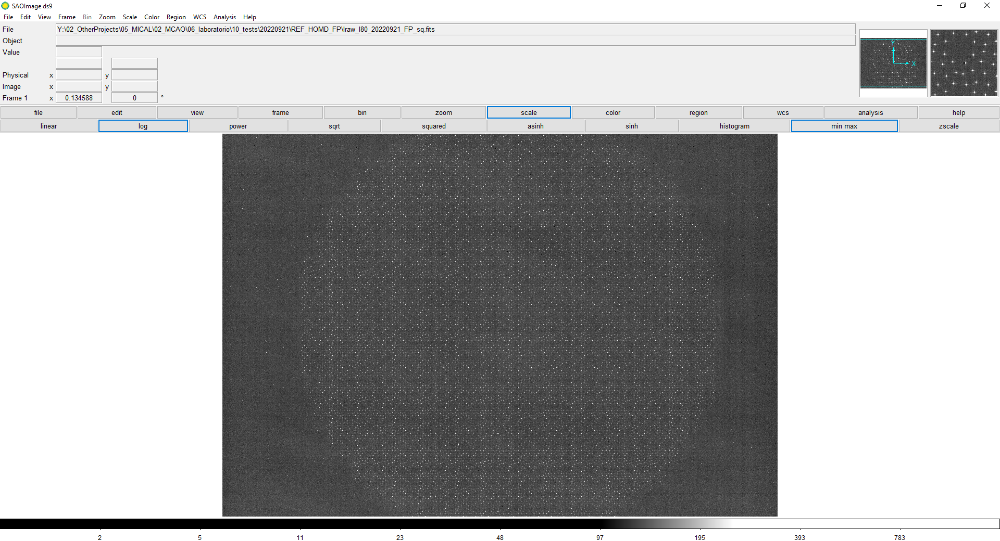 SAOImage ds9
File Edit View Frame Bin Zoom Scale Color Region WCS Analysis Help
File Y:\02_OtherProjects\05_MICAL\02_MCAO\06_laboratorio\10_tests\20220921\REF_HOMD_FP\Iraw_I80_20220921_FP_sq.fits
Object
Value
Physical x y
Image x y
Frame 1 x 0.134588 0 °
Y
X
file edit view frame bin zoom scale color region wcs analysis help
linear log power sqrt squared asinh sinh histogram min max zscale
2 5 11 23 48 97 195 393 783